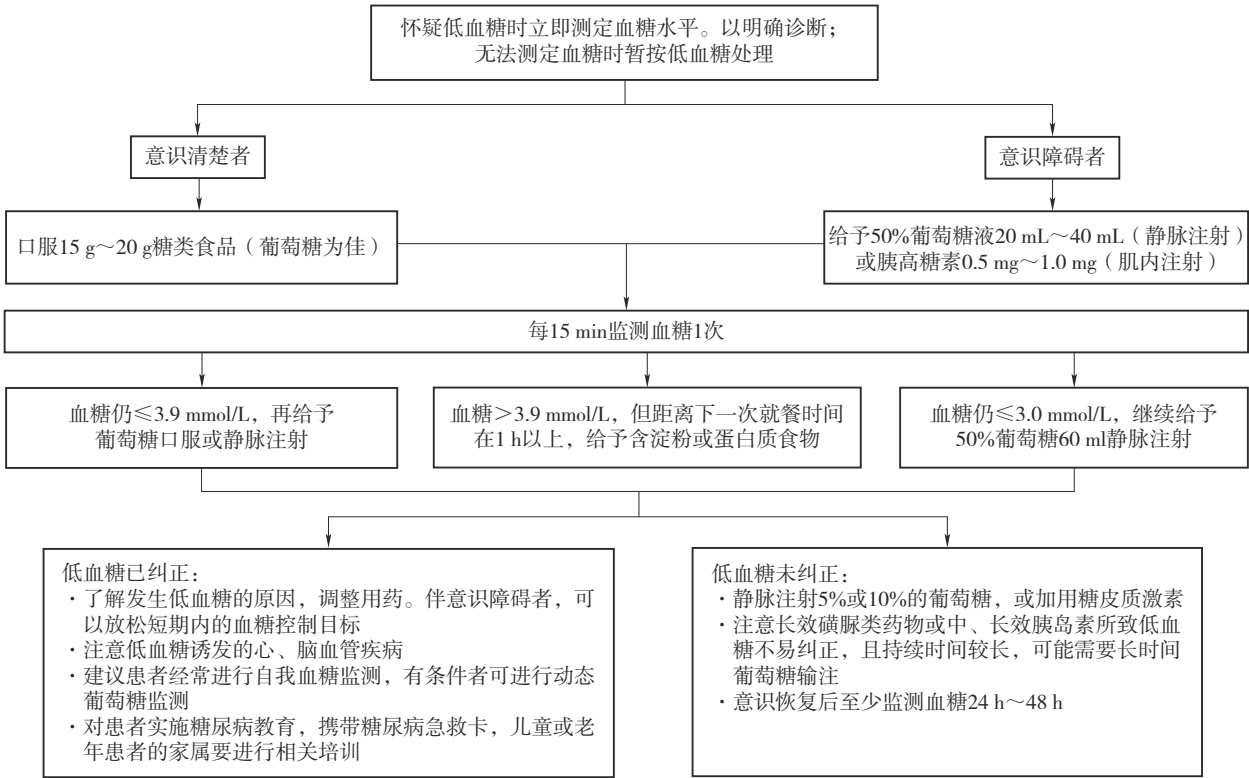 怀疑低血糖时立即测定血糖水平。以明确诊断；
无法测定血糖时暂按低血糖处理
意识清楚者
意识障碍者
口服15 g～20 g糖类食品（葡萄糖为佳）
给予50%葡萄糖液20 mL～40 mL（静脉注射）
或胰高糖素0.5 mg～1.0 mg（肌内注射）
每15 min监测血糖1次
血糖仍≤3.9 mmol/L，再给予
葡萄糖口服或静脉注射
血糖＞3.9 mmol/L，但距离下一次就餐时间
在1 h以上，给予含淀粉或蛋白质食物
血糖仍≤3.0 mmol/L，继续给予
50%葡萄糖60 ml静脉注射
低血糖已纠正：
·了解发生低血糖的原因，调整用药。伴意识障碍者，可
以放松短期内的血糖控制目标
·注意低血糖诱发的心、脑血管疾病
·建议患者经常进行自我血糖监测，有条件者可进行动态
葡萄糖监测
·对患者实施糖尿病教育，携带糖尿病急救卡，儿童或老
年患者的家属要进行相关培训
低血糖未纠正：
·静脉注射5%或10%的葡萄糖，或加用糖皮质激素
·注意长效磺脲类药物或中、长效胰岛素所致低血
糖不易纠正，且持续时间较长，可能需要长时间
葡萄糖输注
·意识恢复后至少监测血糖24 h～48 h